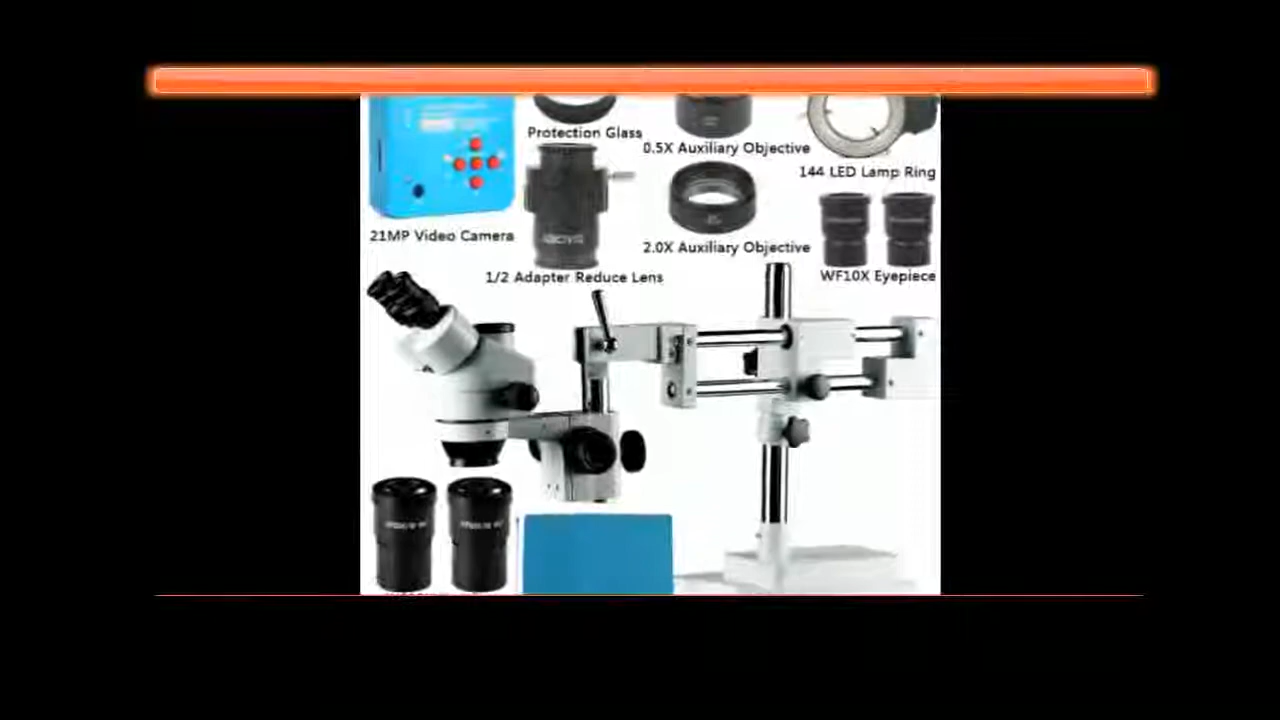 Protection Glass
0.5X Auxiliary Objective
144 LED Lamp Ring
21MP Video Camera
2.0X Auxiliary Objective
1/2 Adapter Reduce Lens
WF10X Eyepiece